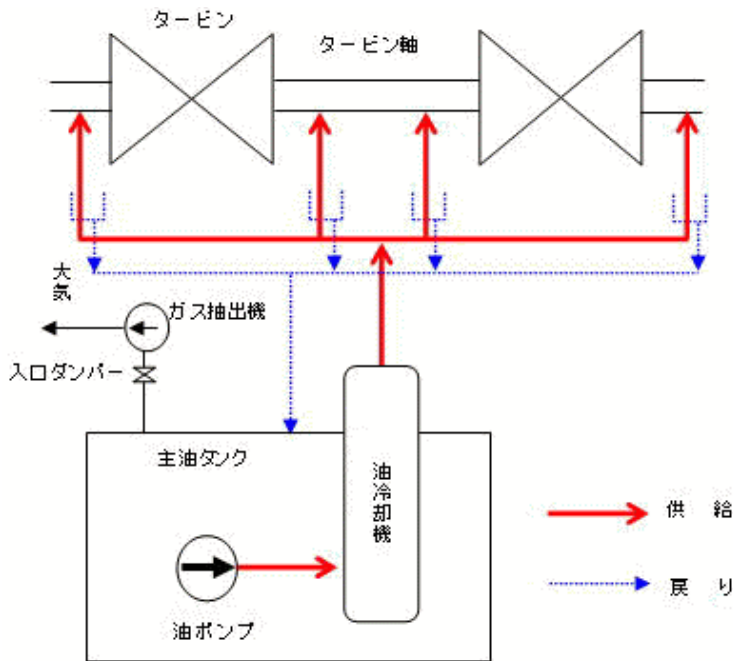 タービン
タービン軸
大気
ガス抽出機
入口ダンパー
主油タンク
油冷却機
油ポンプ
供 給
戻り